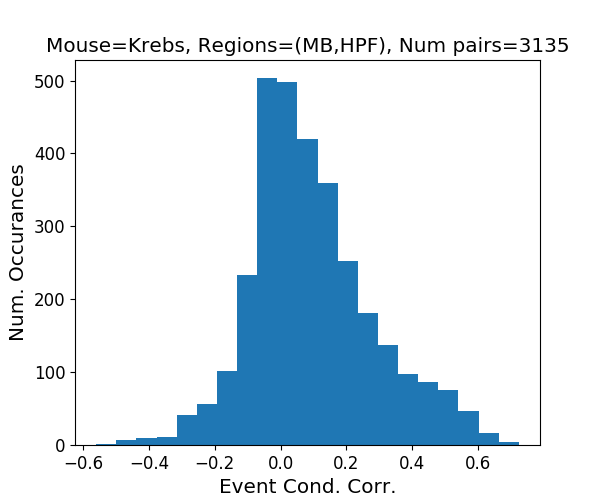 Mouse=Krebs, Regions=(MB,HPF), Num pairs=3135
500
400
300
200
100
0
Num. Occurances
−0.6 −0.4 −0.2 0.0 0.2 0.4 0.6
Event Cond. Corr.